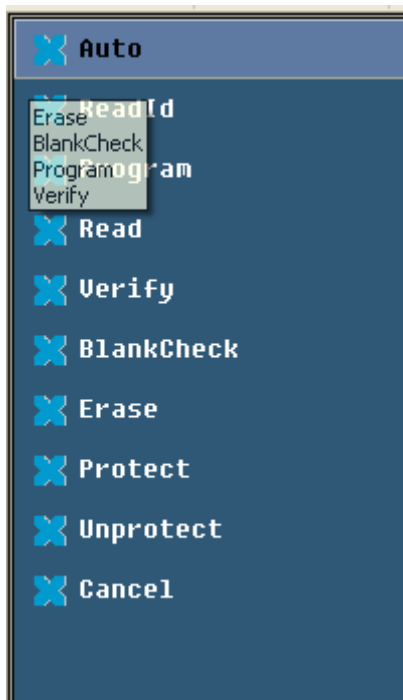 Auto
ReadId
Erase
BlankCheck
Program
Verify
Program
Read
Verify
BlankCheck
Erase
Protect
Unprotect
Cancel